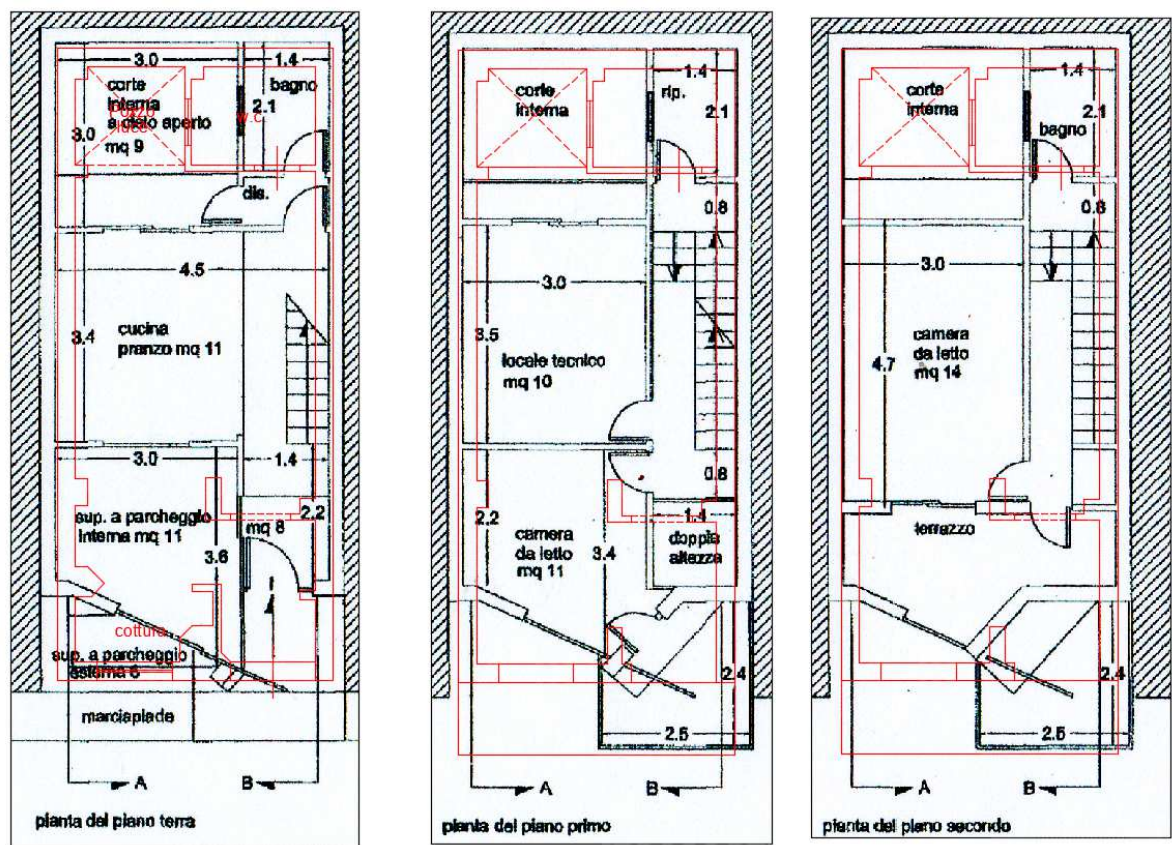 3.0
1.4
corte
interna
a cielo aperto
Pozzo
luce
mq 9
bagno
2.1
w.c.
3.0
dis.
4.5
3.4
cucina
pranzo mq 11
3.0
1.4
sup. a parcheggio
interna mq 11
mq 8
2.2
3.6
cottura
sup. a parcheggio
esterna 6
marciapiede
A
B
pianta del piano terra
1.4
corte
interna
rip.
2.1
0.8
3.0
3.5
locale tecnico
mq 10
0.8
2.2
1.4
camera
da letto
mq 11
3.4
doppia
altezza
2.4
2.5
A
B
pianta del piano primo
1.4
corte
interna
2.1
bagno
0.8
3.0
camera
da letto
mq 14
4.7
terrazzo
2.4
2.5
A
B
pianta del piano secondo